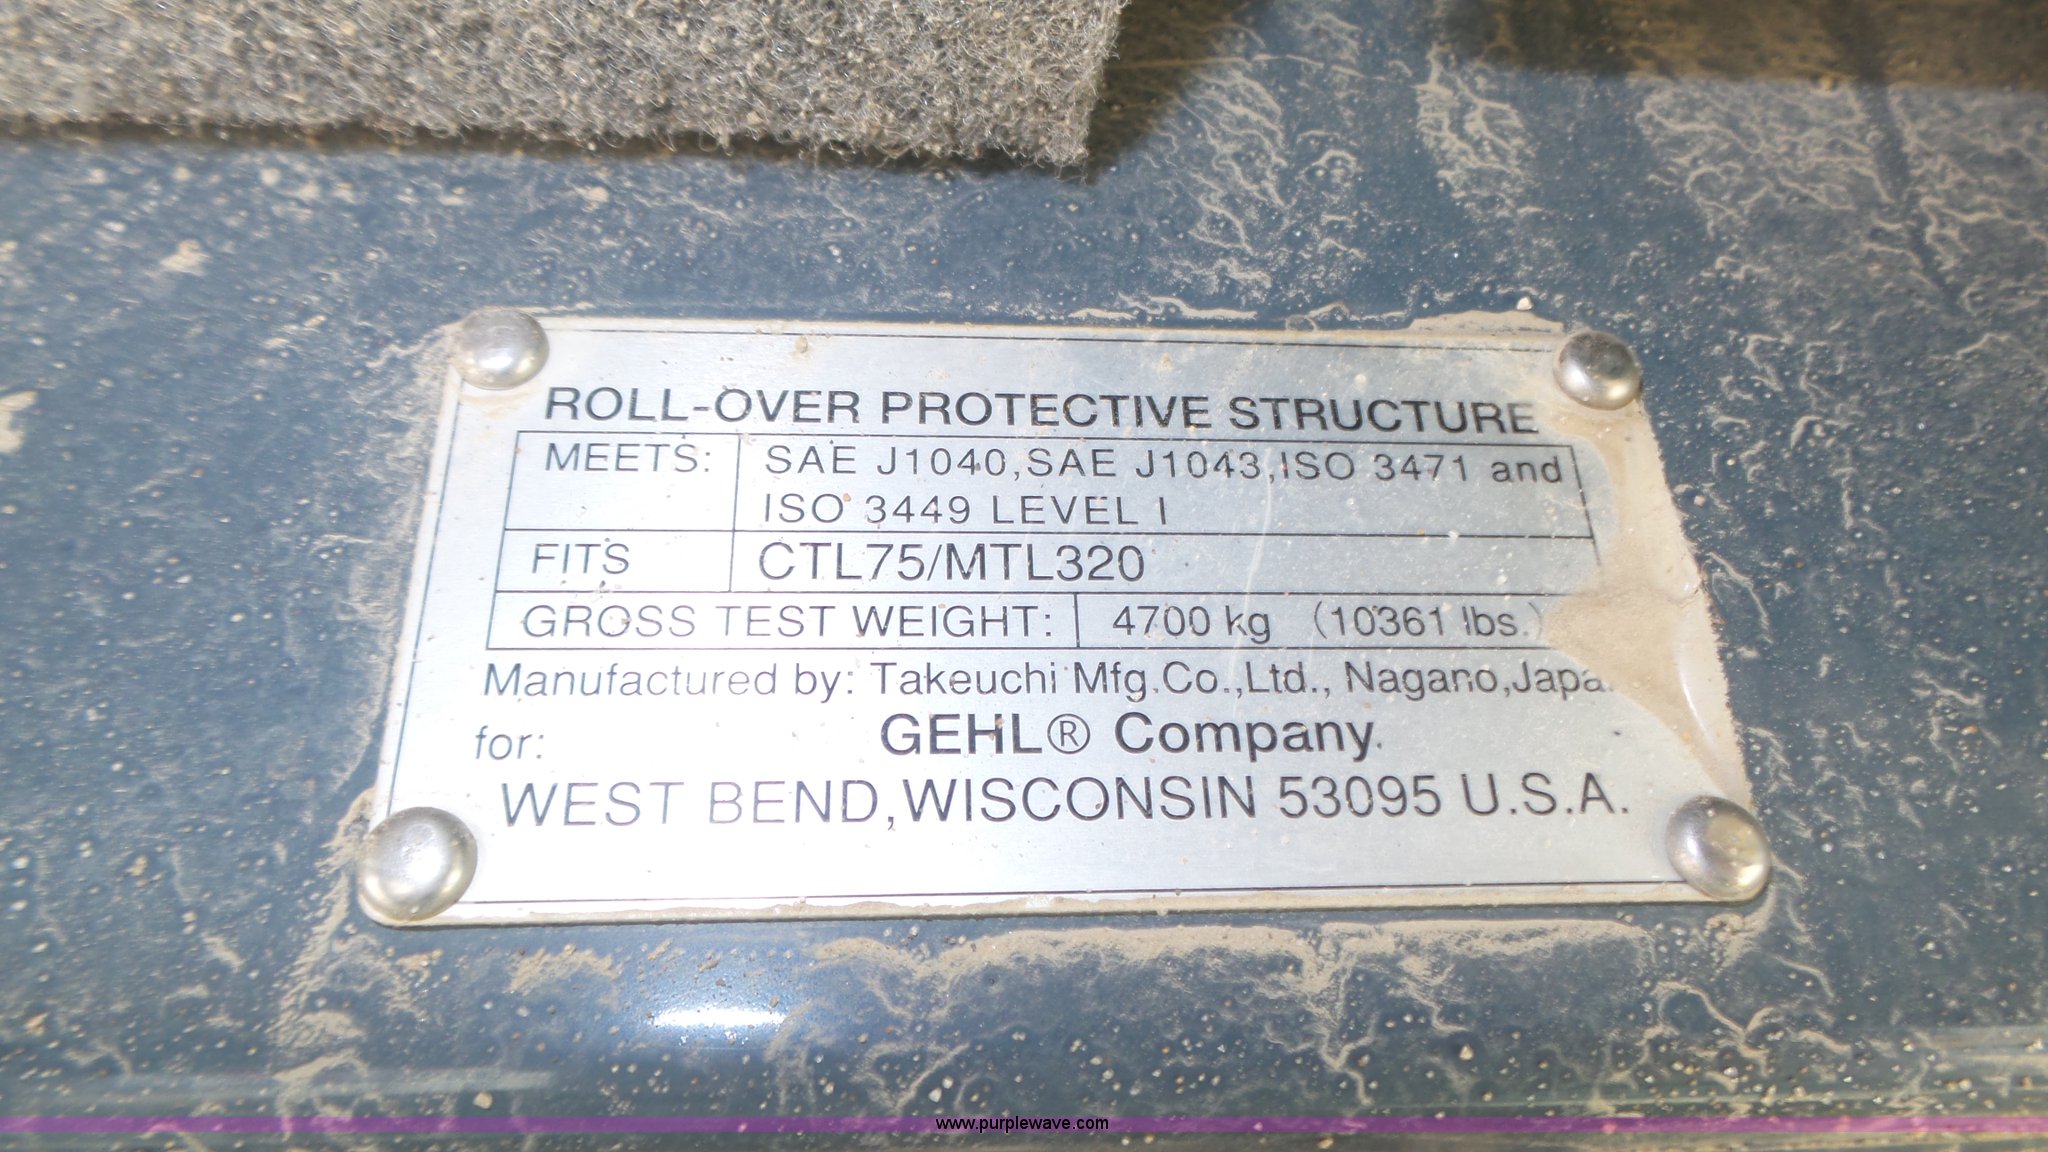 ROLL-OVER PROTECTIVE STRUCTURE
MEETS: SAE J1040,SAE J1043,ISO 3471 and
ISO 3449 LEVEL I
FITS CTL75/MTL320
GROSS TEST WEIGHT: 4700 kg (10361 lbs.)
Manufactured by: Takeuchi Mfg.Co.,Ltd., Nagano,Japa
for: GEHL® Company.
WEST BEND,WISCONSIN 53095 U.S.A.
www.purplewave.com